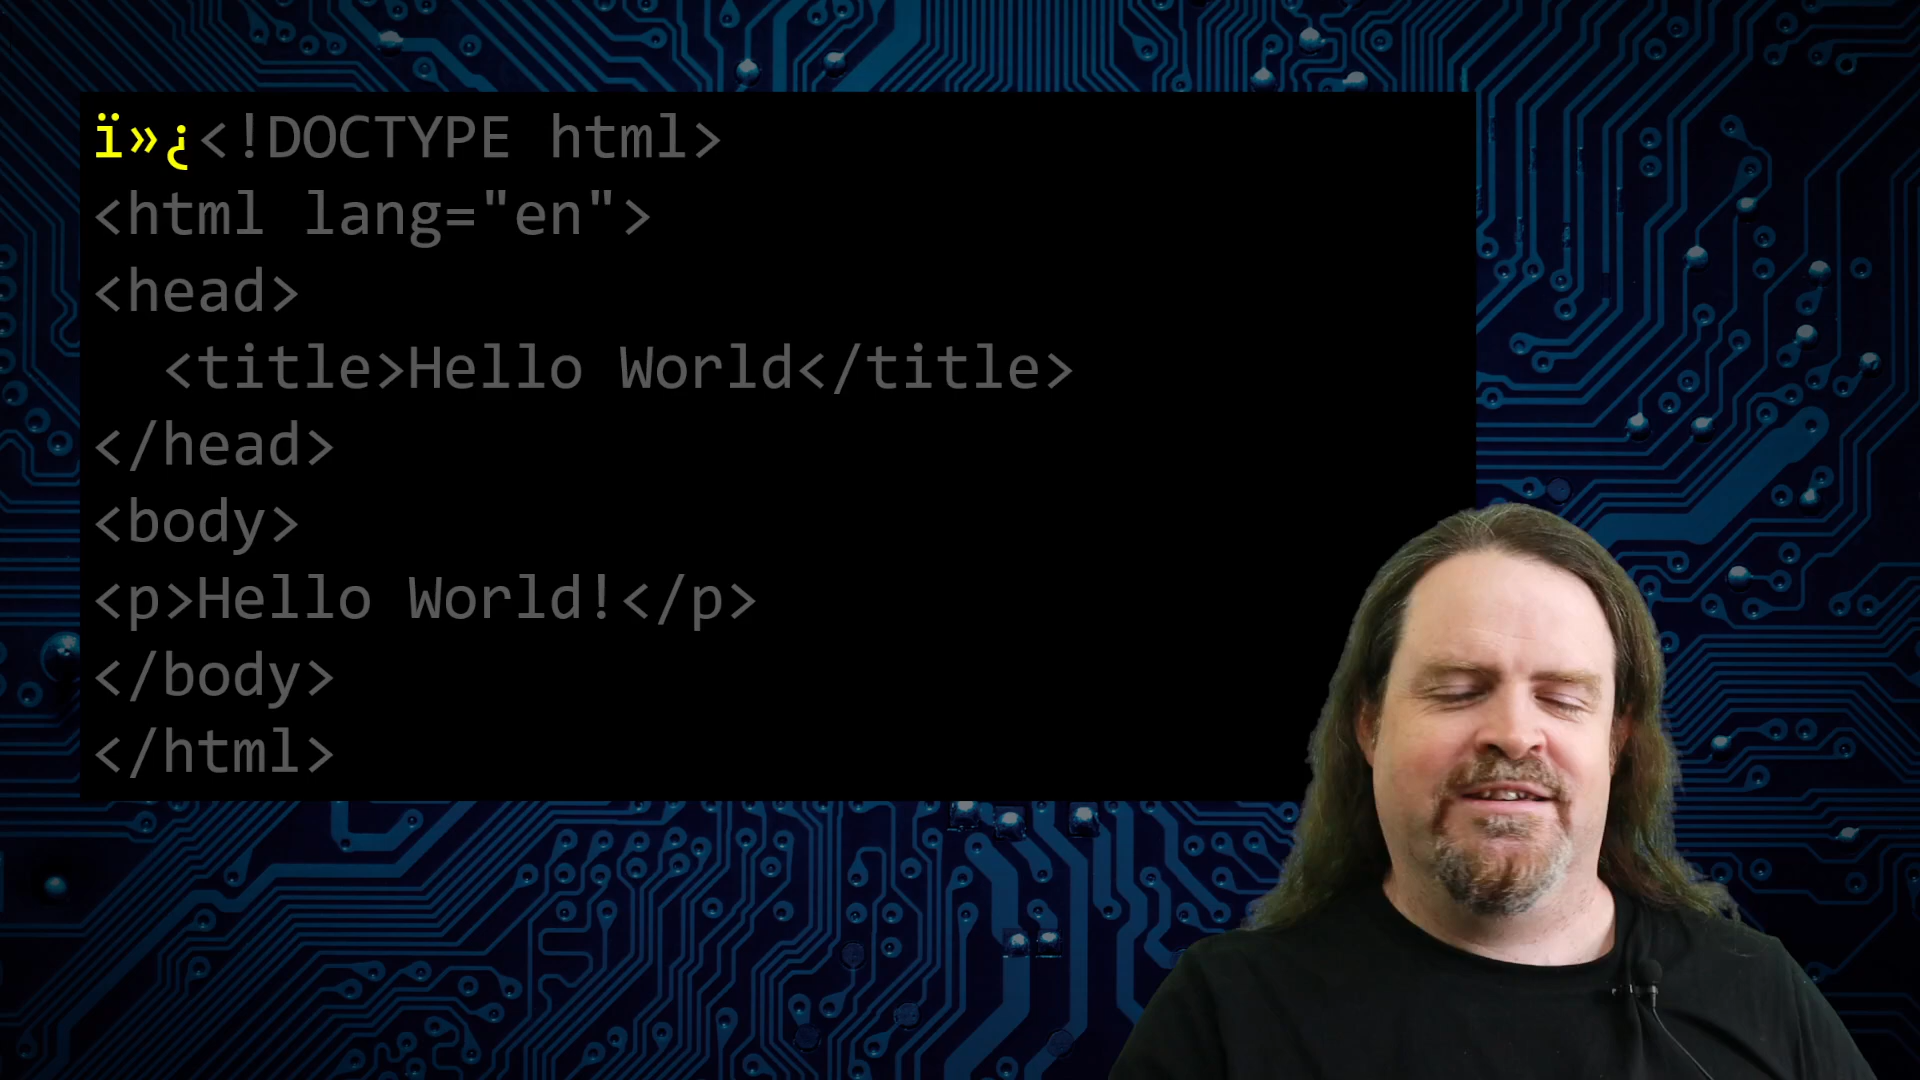 ï»¿<!DOCTYPE html>
<html lang="en">
<head>
  <title>Hello World</title>
</head>
<body>
<p>Hello World!</p>
</body>
</html>